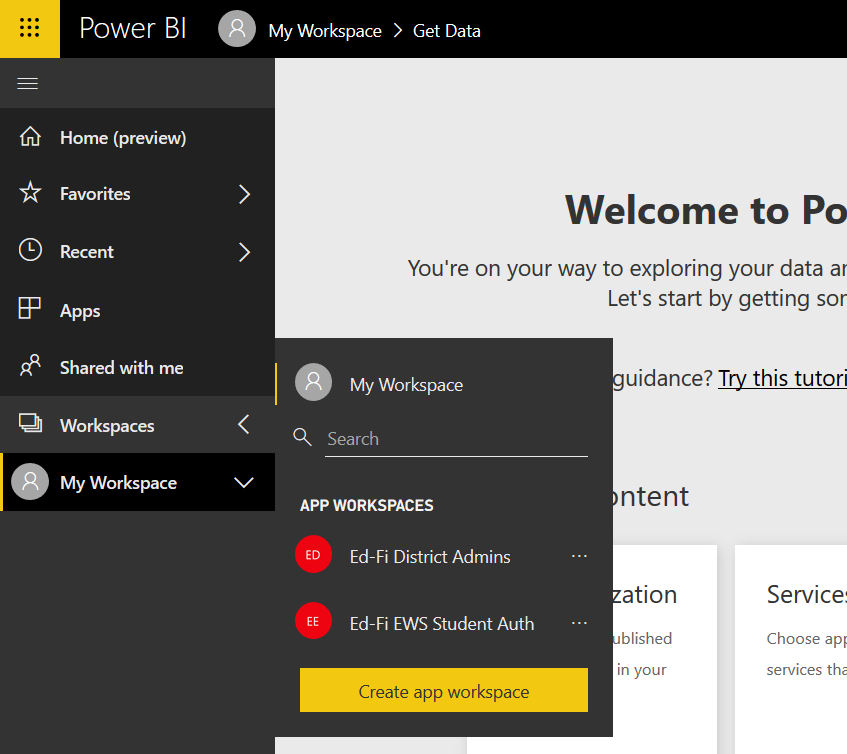 Power BI
My Workspace > Get Data
Home (preview)
Favorites
Recent
Apps
Shared with me
Workspaces
My Workspace
Welcome to Po
You're on your way to exploring your data an
Let's start by getting som
guidance? Try this tutori
My Workspace
Search
APP WORKSPACES
ED Ed-Fi District Admins ...
EE Ed-Fi EWS Student Auth ...
Create app workspace
ontent
zation
ublished
in your
Services
Choose app
services tha